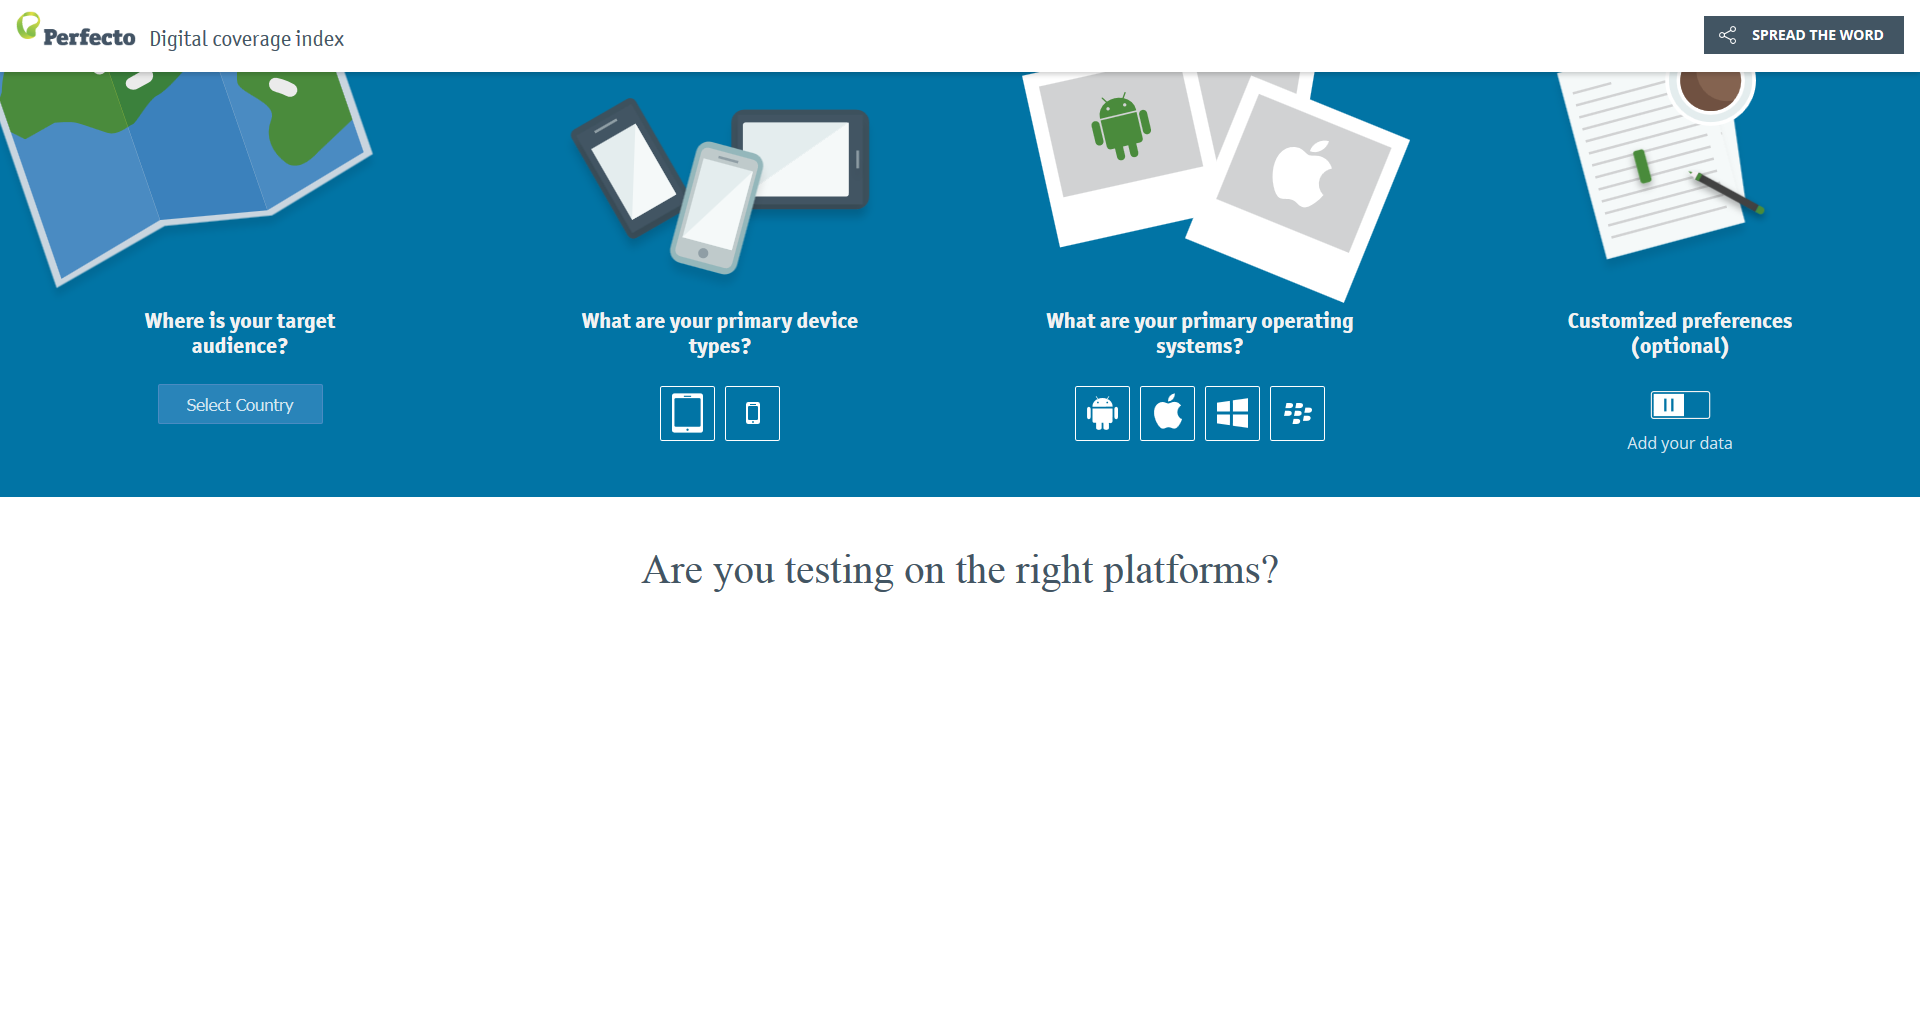 Perfecto Digital coverage index
SPREAD THE WORD
Where is your target
audience?
Select Country
What are your primary device
types?
What are your primary operating
systems?
Customized preferences
(optional)
Add your data
Are you testing on the right platforms?